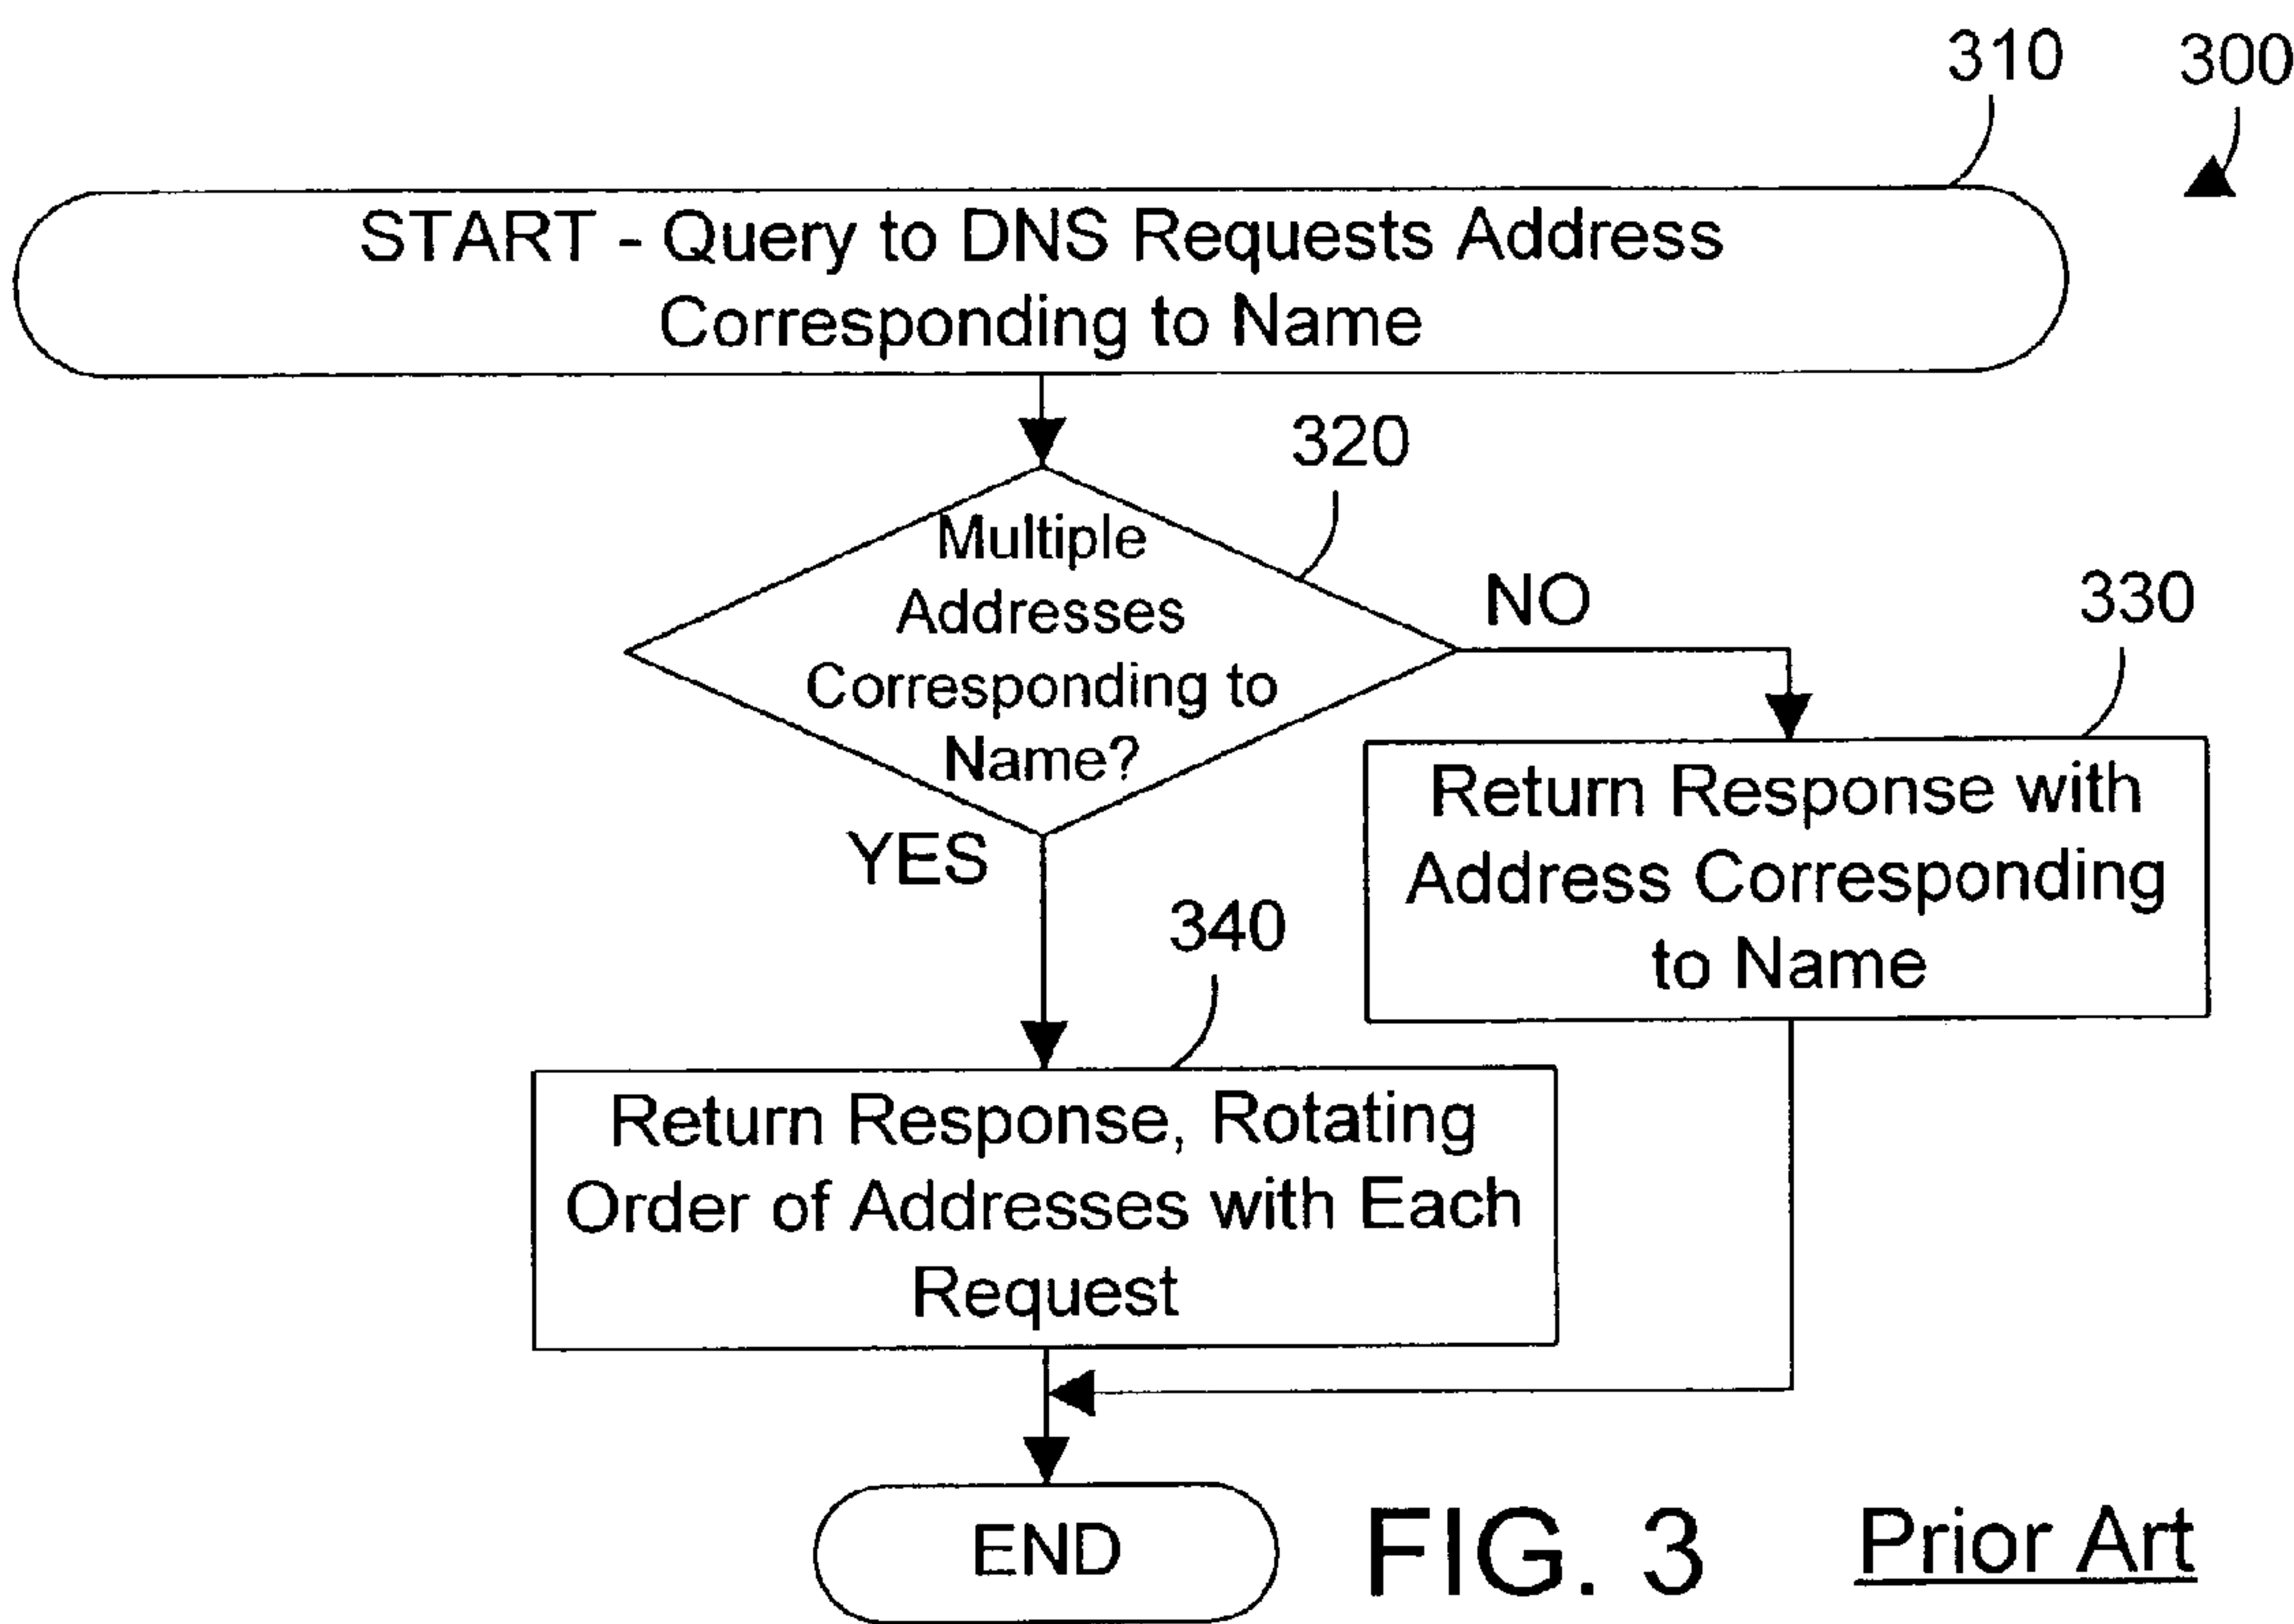 310
300
START - Query to DNS Requests Address
Corresponding to Name
320
Multiple
Addresses
Corresponding to
Name?
NO
330
YES
Return Response with
Address Corresponding
to Name
340
Return Response, Rotating
Order of Addresses with Each
Request
END
FIG. 3
Prior Art